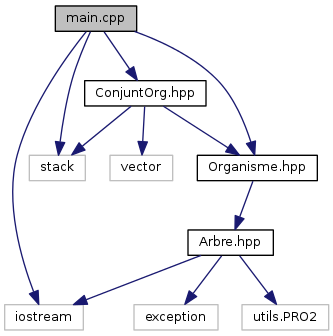 main.cpp
ConjuntOrg.hpp
stack
vector
Organisme.hpp
Arbre.hpp
iostream
exception
utils.PRO2